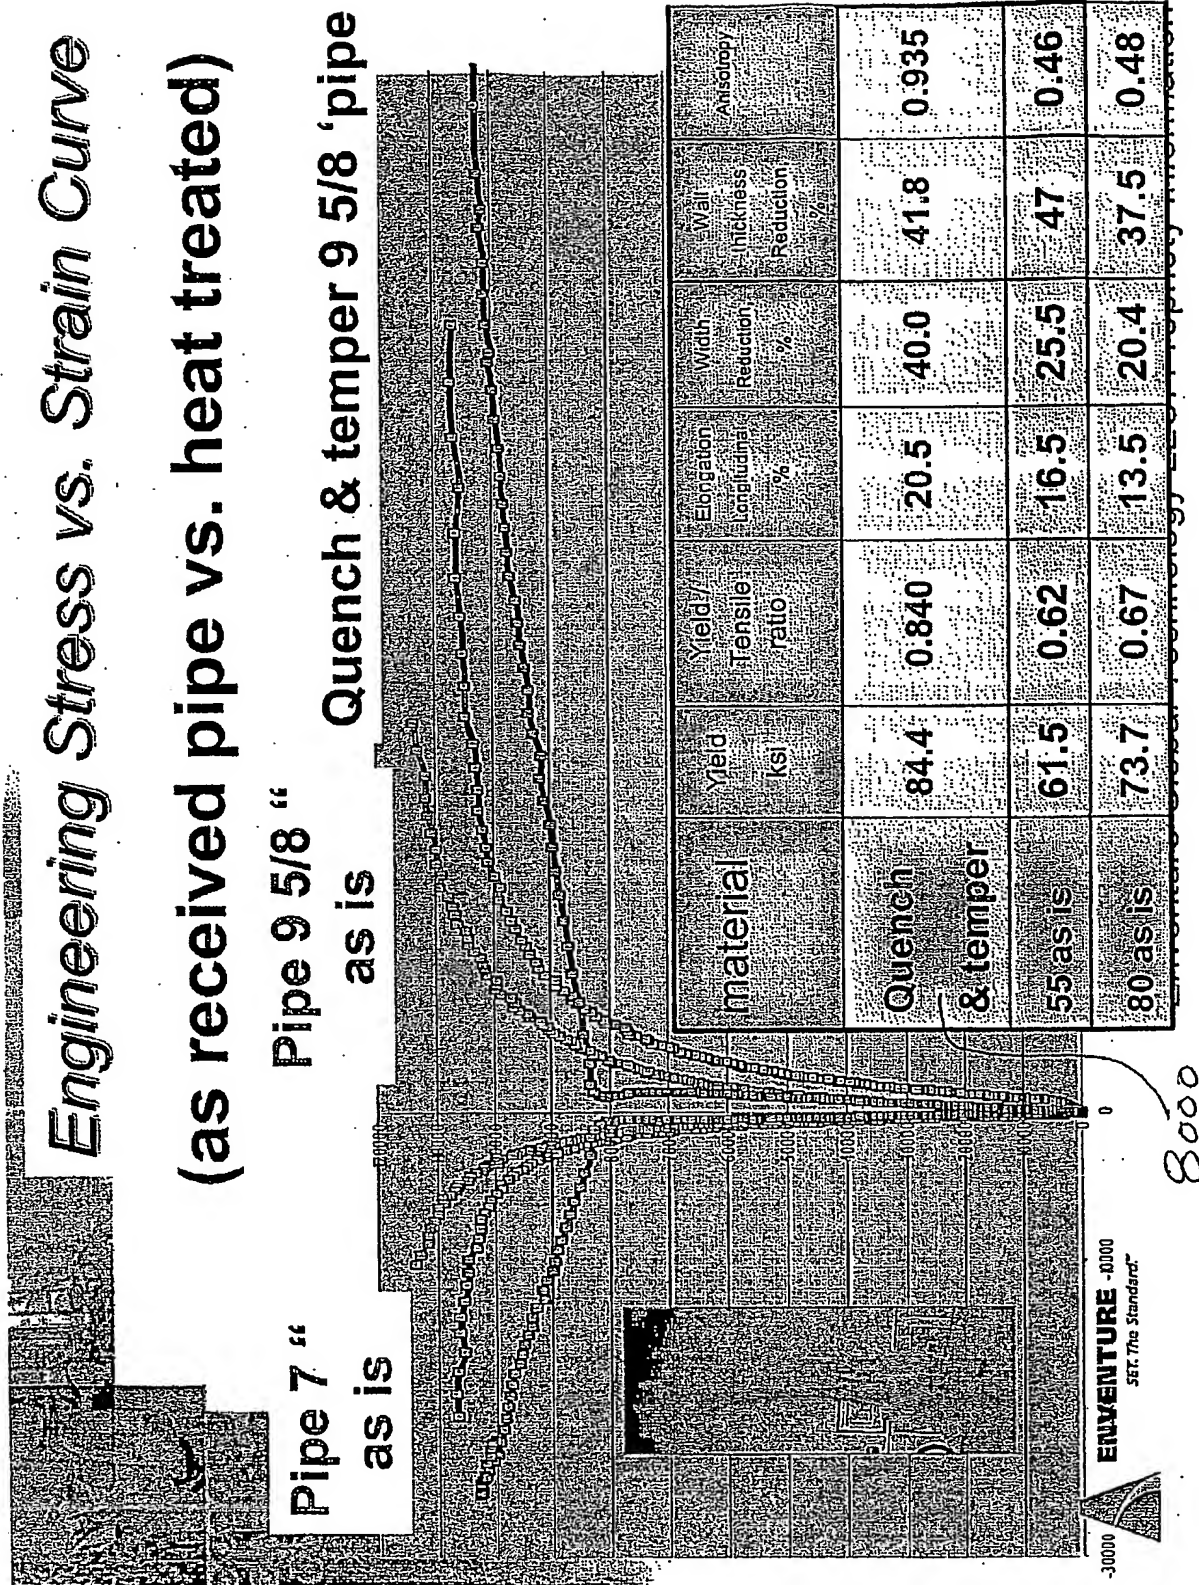 Engineering Stress vs. Strain Curve
(as received pipe vs. heat treated)
Pipe 7 "
as is
Pipe 9 5/8 "
as is
Quench & temper 9 5/8 'pipe
material
Yield
ksi
Yield/
Tensile
ratio
Elongation
Longitudinal
%
Width
Reduction
%
Wall
thickness
Reduction
%
Anisotropy
Quench
& temper
84.4
0.840
20.5
40.0
41.8
0.935
55 as is
61.5
0.62
16.5
25.5
47
0.46
80 as is
73.7
0.67
13.5
20.4
37.5
0.48
-30000
-10000
0
ENVENTURE
SET. The Standard.™
8000